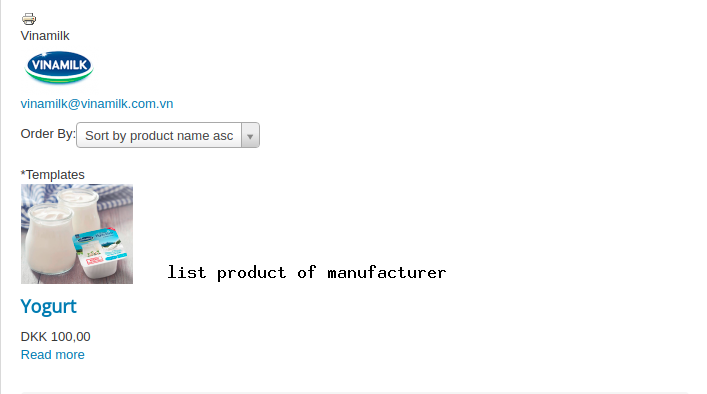 Vinamilk
VINAMILK
vinamilk@vinamilk.com.vn
Order By: Sort by product name asc
*Templates
list product of manufacturer
Yogurt
DKK 100,00
Read more